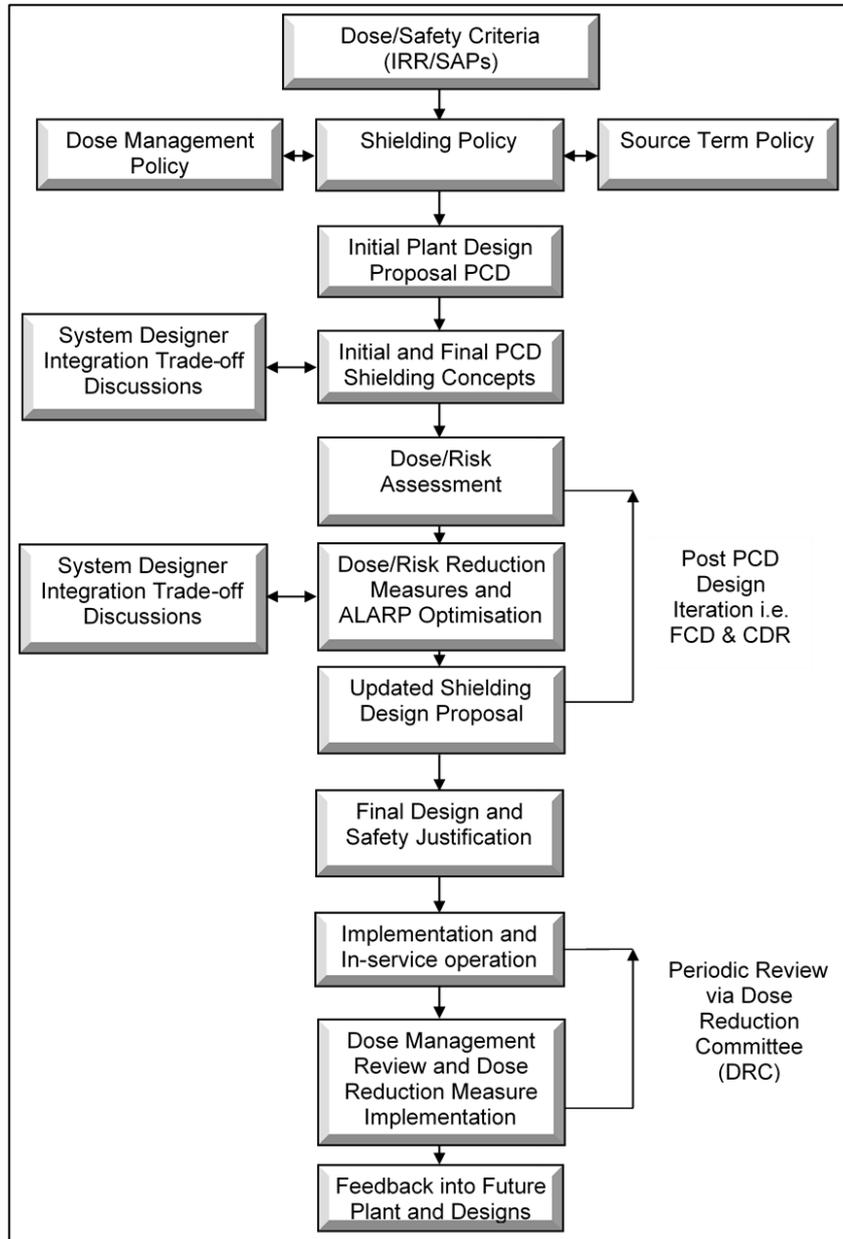 Dose/Safety Criteria
(IRR/SAPs)
Dose Management
Policy
Shielding Policy
Source Term Policy
Initial Plant Design
Proposal PCD
System Designer
Integration Trade-off
Discussions
Initial and Final PCD
Shielding Concepts
Dose/Risk
Assessment
System Designer
Integration Trade-off
Discussions
Dose/Risk Reduction
Measures and
ALARP Optimisation
Post PCD
Design
Iteration i.e.
FCD & CDR
Updated Shielding
Design Proposal
Final Design and
Safety Justification
Implementation and
In-service operation
Periodic Review
via Dose
Reduction
Committee
(DRC)
Dose Management
Review and Dose
Reduction Measure
Implementation
Feedback into Future
Plant and Designs